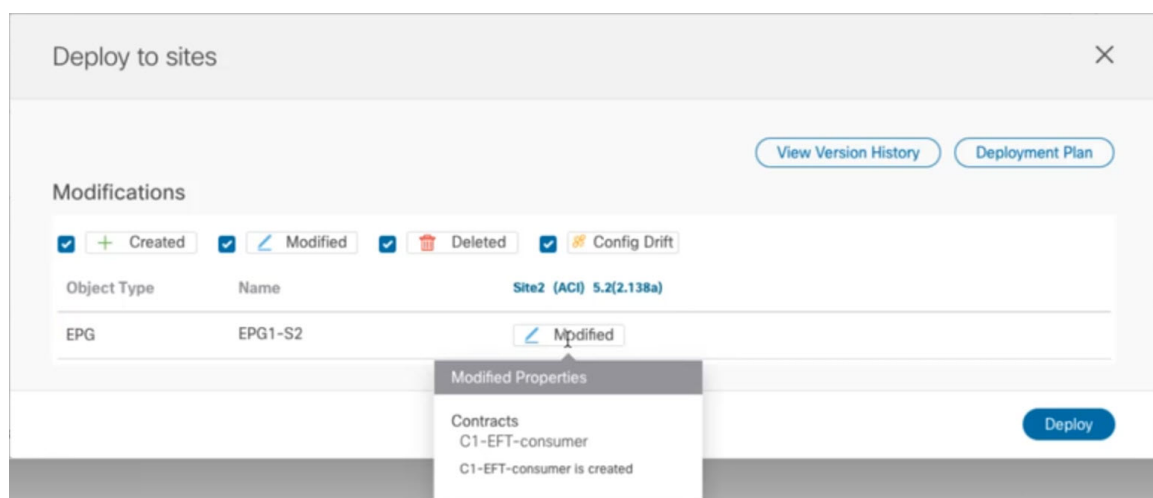 Deploy to sites
View Version History
Deployment Plan
Modifications
Created
Modified
Deleted
Config Drift
Object Type Name Site2 (ACI) 5.2(2.138a)
EPG EPG1-S2 Modified
Modified Properties
Contracts
C1-EFT-consumer
C1-EFT-consumer is created
Deploy